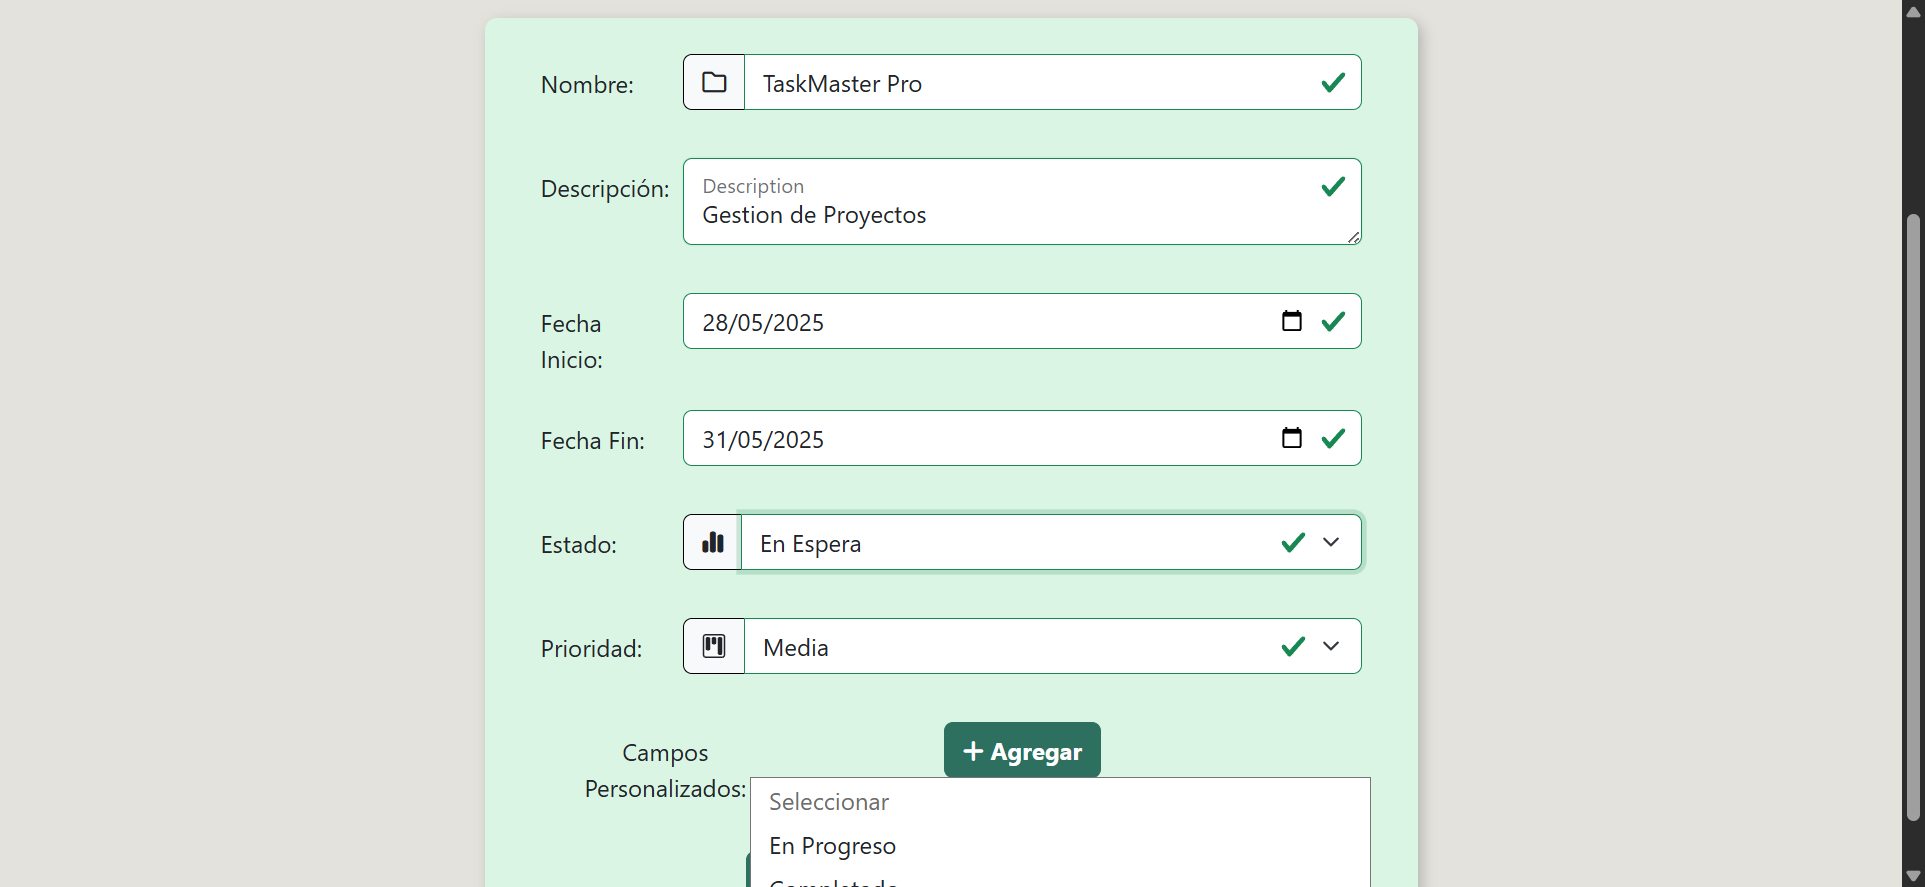 Nombre:
TaskMaster Pro
Descripción:
Description
Gestion de Proyectos
Fecha
Inicio:
28/05/2025
Fecha Fin:
31/05/2025
Estado:
En Espera
Prioridad:
Media
Campos
Personalizados:
Agregar
Seleccionar
En Progreso